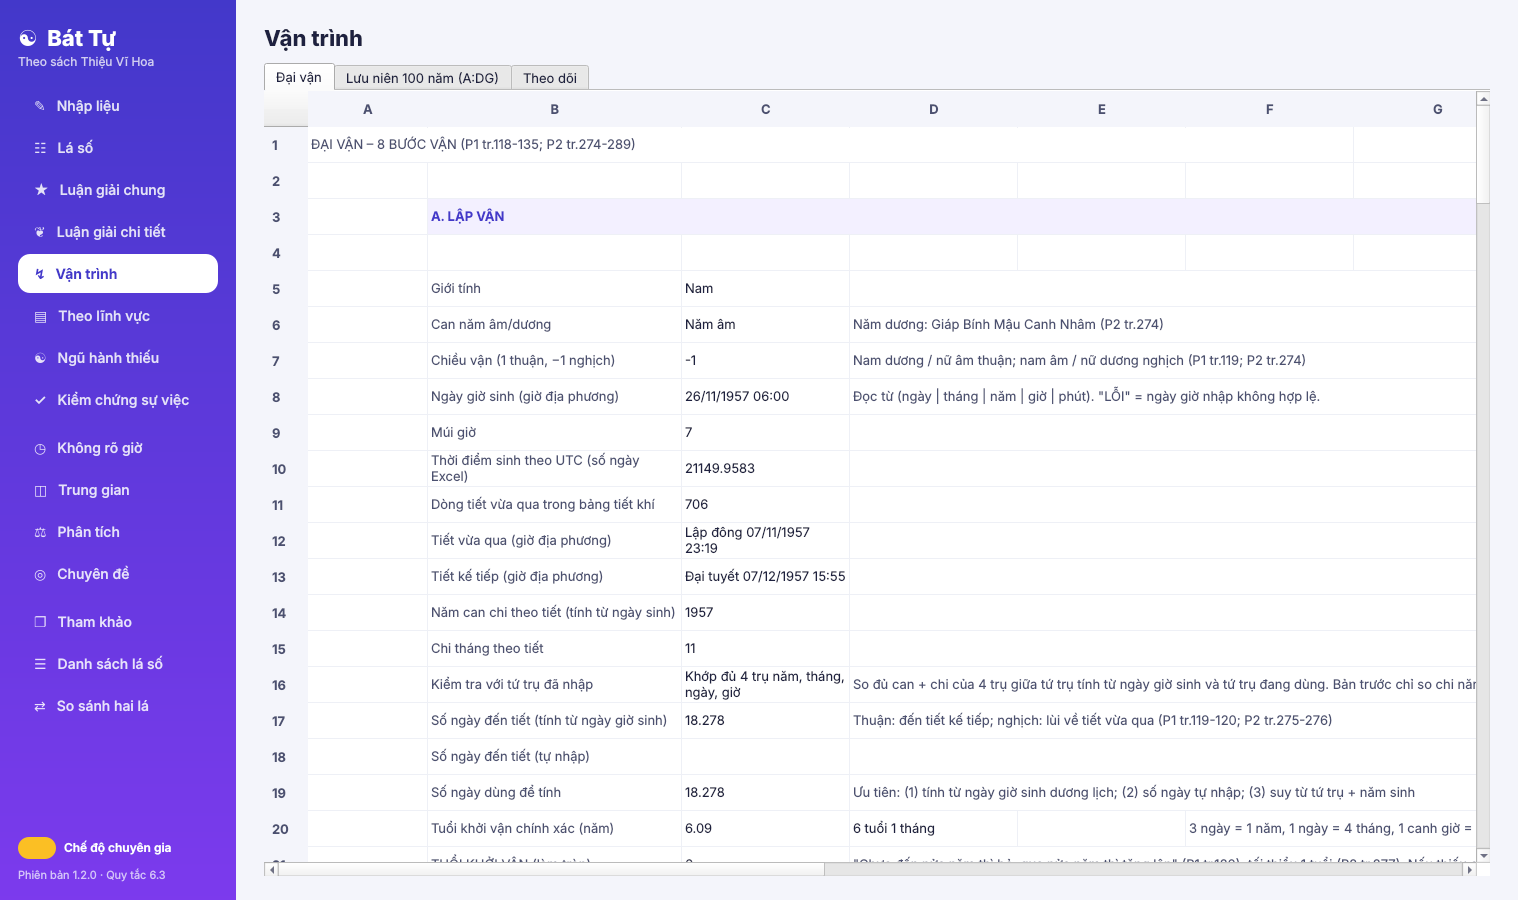 ☯ Bát Tự
Theo sách Thiệu Vĩ Hoa
✎ Nhập liệu
☷ Lá số
★ Luận giải chung
❦ Luận giải chi tiết
↯ Vận trình
▤ Theo lĩnh vực
☯ Ngũ hành thiếu
✓ Kiểm chứng sự việc
◷ Không rõ giờ
◫ Trung gian
⚖ Phân tích
◎ Chuyên đề
❐ Tham khảo
☰ Danh sách lá số
⇄ So sánh hai lá
Chế độ chuyên gia
Phiên bản 1.2.0 · Quy tắc 6.3
Vận trình
Đại vận Lưu niên 100 năm (A:DG) Theo dõi
A B C D E F G
1 ĐẠI VẬN – 8 BƯỚC VẬN (P1 tr.118-135; P2 tr.274-289)
2
3 A. LẬP VẬN
4
5 Giới tính Nam
6 Can năm âm/dương Năm âm Năm dương: Giáp Bính Mậu Canh Nhâm (P2 tr.274)
7 Chiều vận (1 thuận, −1 nghịch) -1 Nam dương / nữ âm thuận; nam âm / nữ dương nghịch (P1 tr.119; P2 tr.274)
8 Ngày giờ sinh (giờ địa phương) 26/11/1957 06:00 Đọc từ (ngày | tháng | năm | giờ | phút). "LỖI" = ngày giờ nhập không hợp lệ.
9 Múi giờ 7
10 Thời điểm sinh theo UTC (số ngày Excel) 21149.9583
11 Dòng tiết vừa qua trong bảng tiết khí 706
12 Tiết vừa qua (giờ địa phương) Lập đông 07/11/1957 23:19
13 Tiết kế tiếp (giờ địa phương) Đại tuyết 07/12/1957 15:55
14 Năm can chi theo tiết (tính từ ngày sinh) 1957
15 Chi tháng theo tiết 11
16 Kiểm tra với tứ trụ đã nhập Khớp đủ 4 trụ năm, tháng, ngày, giờ So đủ can + chi của 4 trụ giữa tứ trụ tính từ ngày giờ sinh và tứ trụ đang dùng. Bản trước chỉ so chi
17 Số ngày đến tiết (tính từ ngày giờ sinh) 18.278 Thuận: đến tiết kế tiếp; nghịch: lùi về tiết vừa qua (P1 tr.119-120; P2 tr.275-276)
18 Số ngày đến tiết (tự nhập)
19 Số ngày dùng để tính 18.278 Ưu tiên: (1) tính từ ngày giờ sinh dương lịch; (2) số ngày tự nhập; (3) suy từ tứ trụ + năm sinh
20 Tuổi khởi vận chính xác (năm) 6.09 6 tuổi 1 tháng 3 ngày = 1 năm, 1 ngày = 4 tháng, 1 canh giờ =